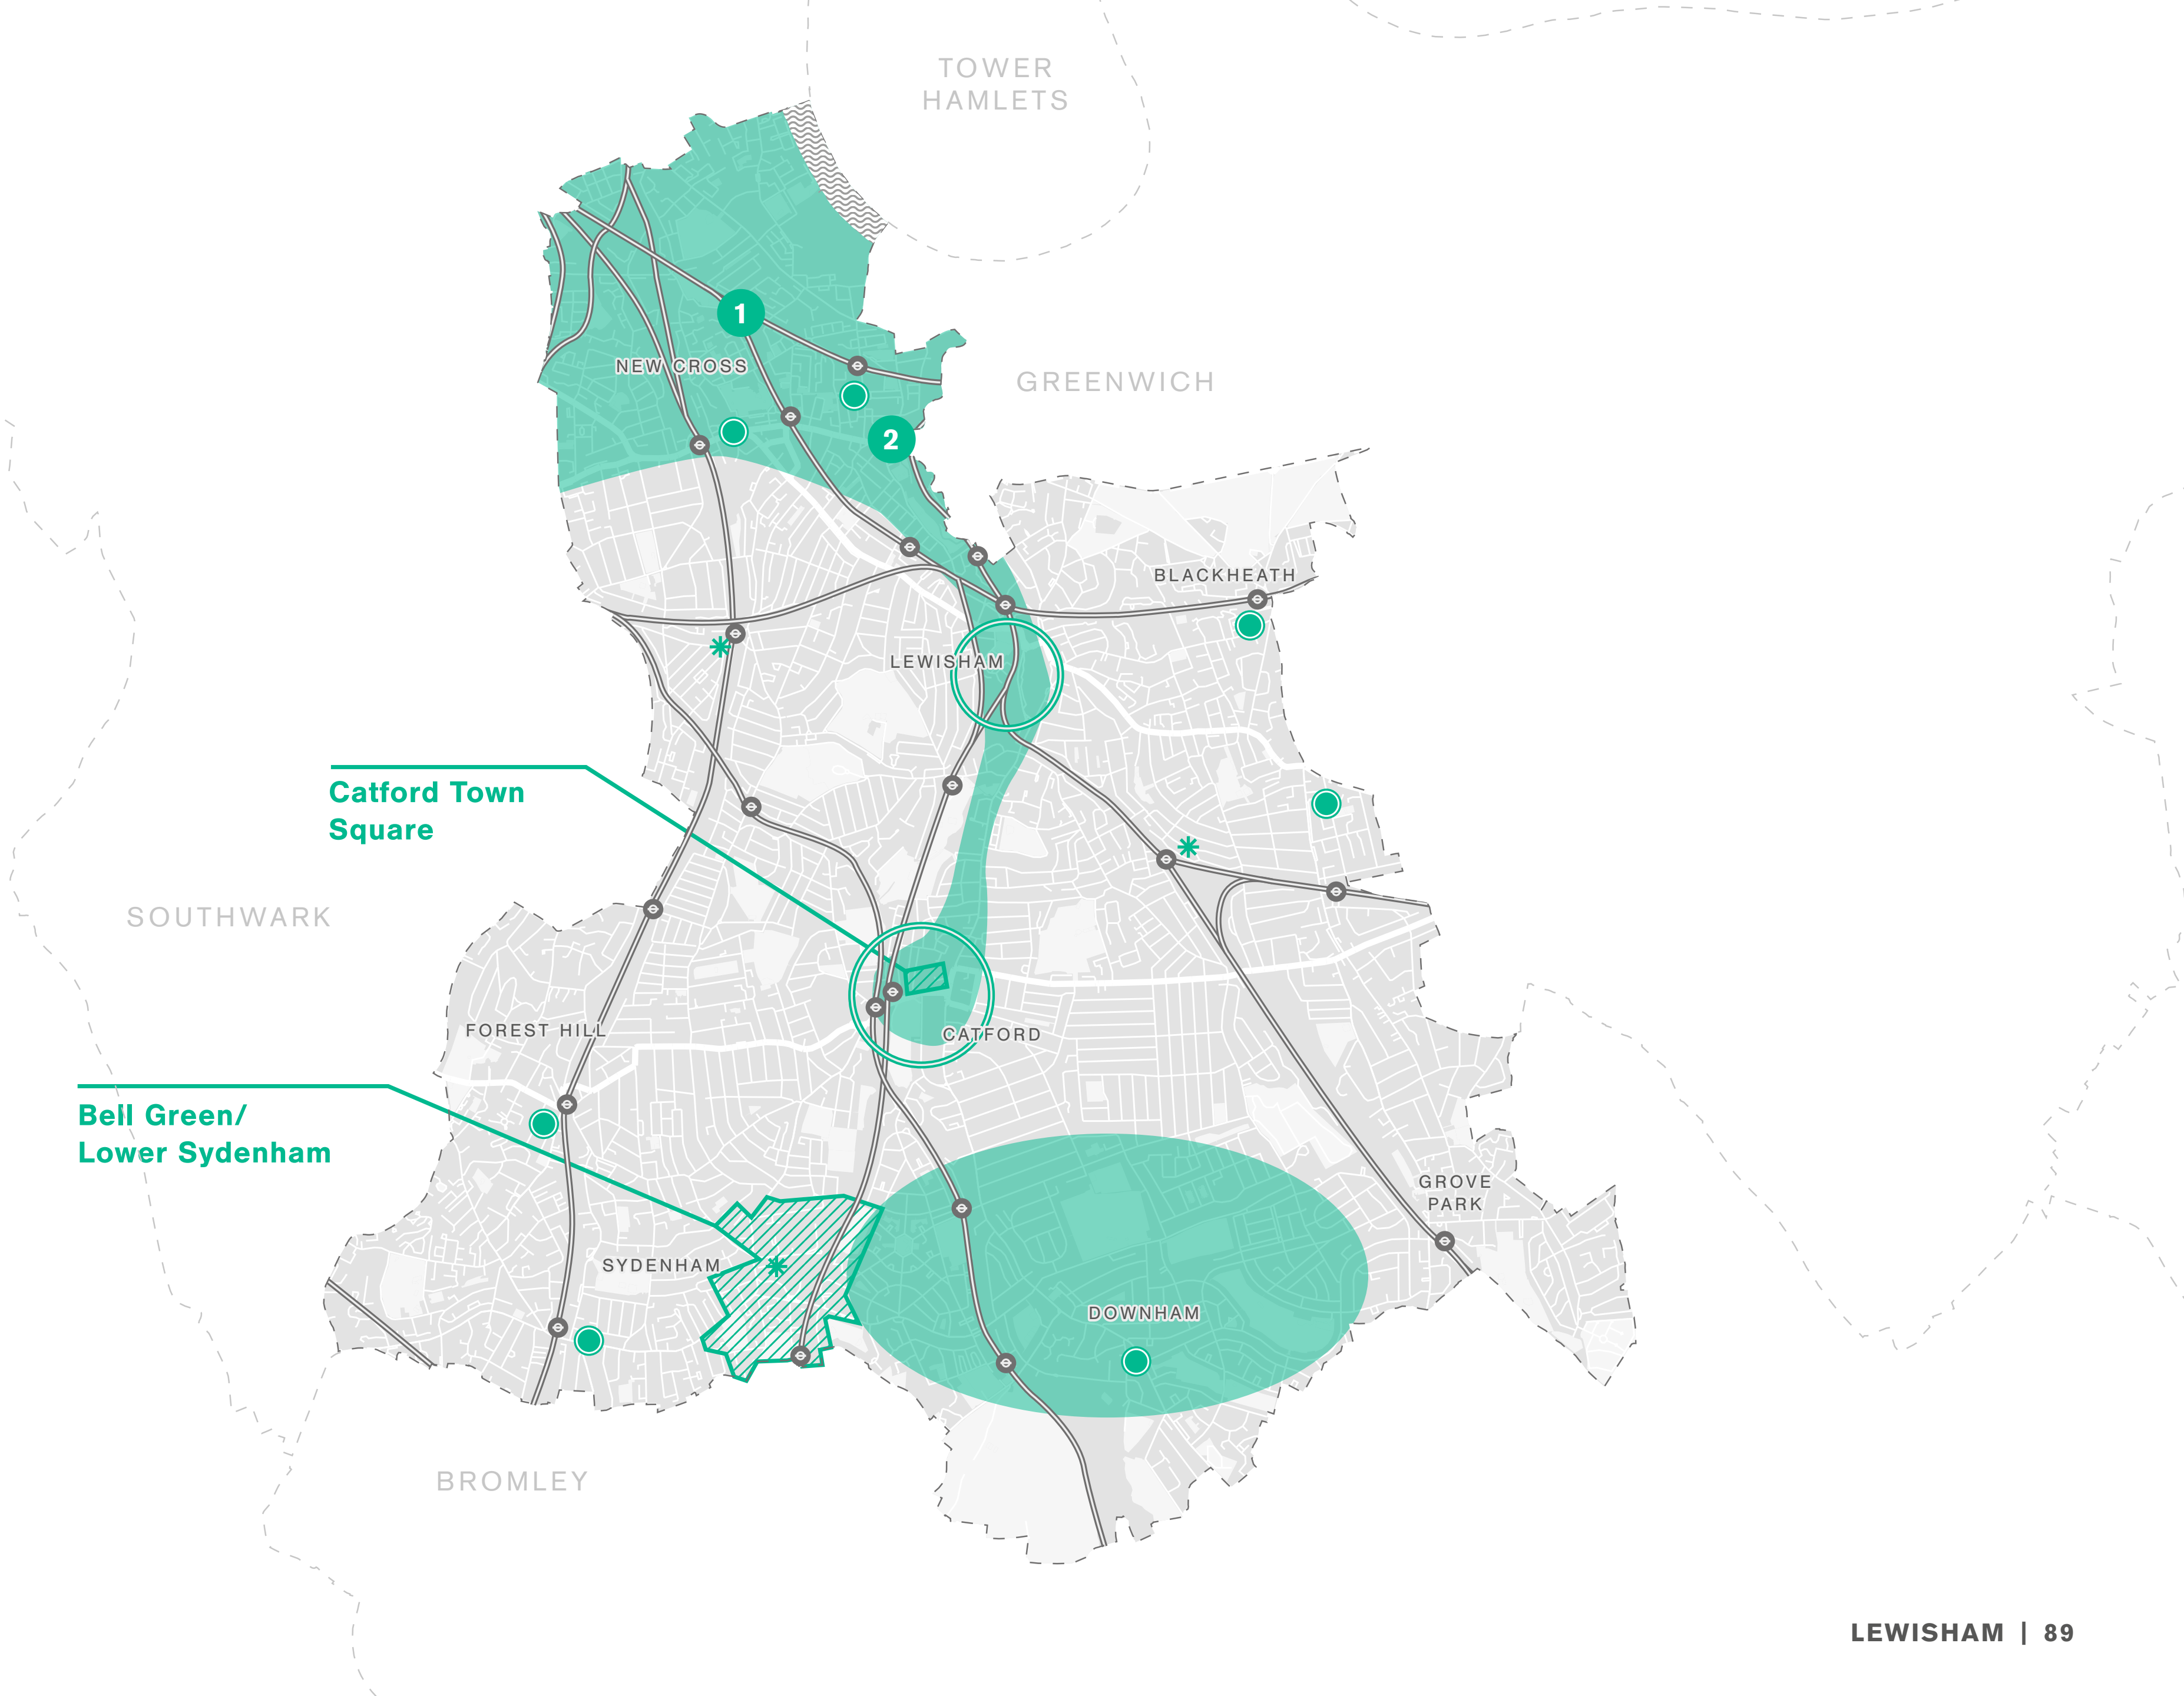 TOWER
HAMLETS
1
NEW CROSS
GREENWICH
2
BLACKHEATH
LEWISHAM
Catford Town
Square
SOUTHWARK
FOREST HILL
CATFORD
Bell Green/
Lower Sydenham
GROVE
PARK
SYDENHAM
DOWNHAM
BROMLEY
LEWISHAM | 89